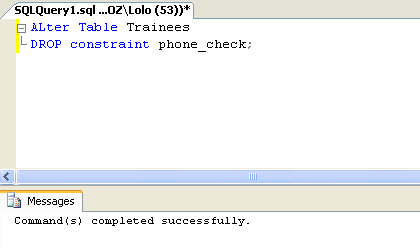 SQLQuery1.sql ...OZ\Lolo (53))*
ALter Table Trainees
DROP constraint phone_check;
Messages
Command(s) completed successfully.